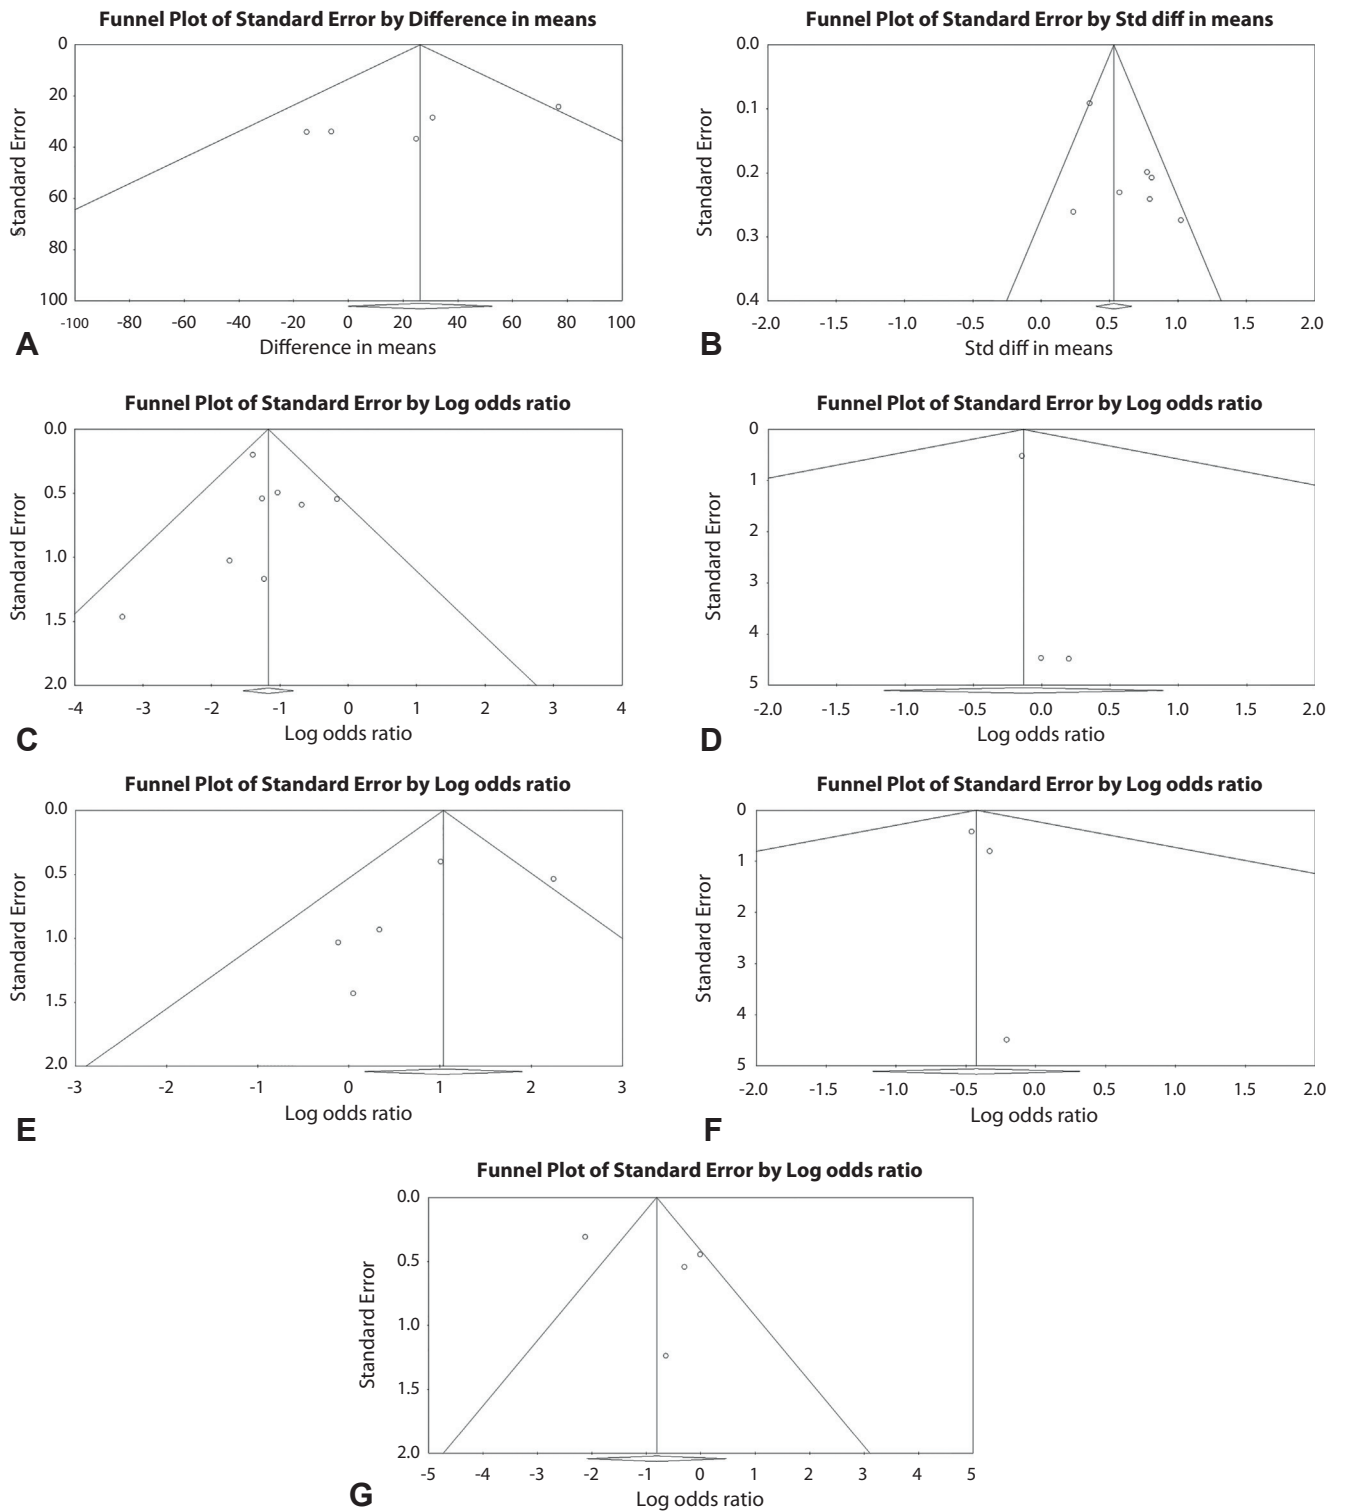 Funnel Plot of Standard Error by Difference in means
Standard Error
0
20
40
60
80
100
-100 -80 -60 -40 -20 0 20 40 60 80 100
Difference in means
A
Funnel Plot of Standard Error by Std diff in means
Standard Error
0.0
0.1
0.2
0.3
0.4
-2.0 -1.5 -1.0 -0.5 0.0 0.5 1.0 1.5 2.0
Std diff in means
B
Funnel Plot of Standard Error by Log odds ratio
Standard Error
0.0
0.5
1.0
1.5
2.0
-4 -3 -2 -1 0 1 2 3 4
Log odds ratio
C
Funnel Plot of Standard Error by Log odds ratio
Standard Error
0
1
2
3
4
5
-2.0 -1.5 -1.0 -0.5 0.0 0.5 1.0 1.5 2.0
Log odds ratio
D
Funnel Plot of Standard Error by Log odds ratio
Standard Error
0.0
0.5
1.0
1.5
2.0
-3 -2 -1 0 1 2 3
Log odds ratio
E
Funnel Plot of Standard Error by Log odds ratio
Standard Error
0
1
2
3
4
5
-2.0 -1.5 -1.0 -0.5 0.0 0.5 1.0 1.5 2.0
Log odds ratio
F
Funnel Plot of Standard Error by Log odds ratio
Standard Error
0.0
0.5
1.0
1.5
2.0
-5 -4 -3 -2 -1 0 1 2 3 4 5
Log odds ratio
G